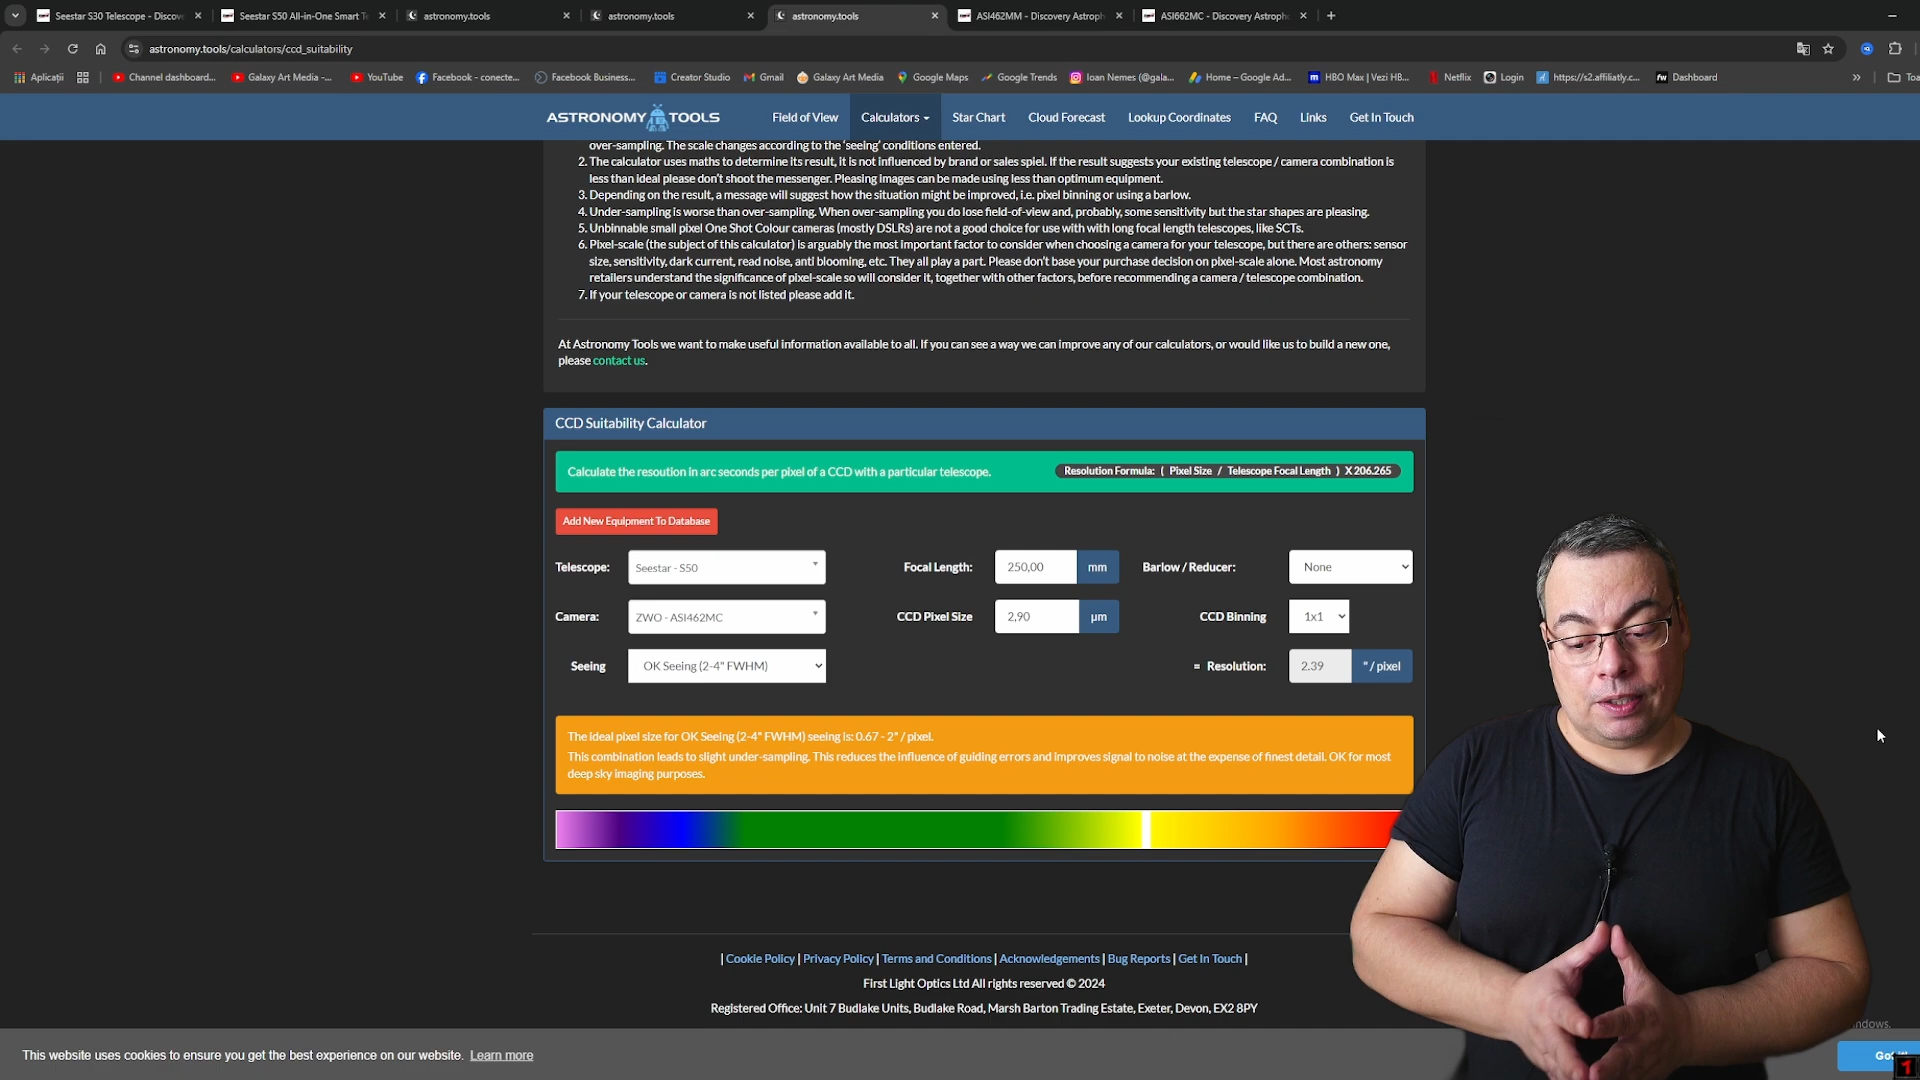 Seestar S30 Telescope - Discov
Seestar S50 All-in-One Smart Te
astronomy.tools
astronomy.tools
astronomy.tools
ASI462MM - Discovery Astroph
ASI662MC - Discovery Astroph
astronomy.tools/calculators/ccd_suitability
Aplicații
Channel dashboard...
Galaxy Art Media -...
YouTube
Facebook - conecte...
Facebook Business...
Creator Studio
Gmail
Galaxy Art Media
Google Maps
Google Trends
Ioan Nemes (@gala...
Home – Google Ad...
HBO Max | Vezi HB...
Netflix
Login
https://s2.affiliatly.c...
Dashboard
Toa
ASTRONOMY TOOLS
Field of View
Calculators
Star Chart
Cloud Forecast
Lookup Coordinates
FAQ
Links
Get In Touch
over-sampling. The scale changes according to the 'seeing' conditions entered.
2. The calculator uses maths to determine its result, it is not influenced by brand or sales spiel. If the result suggests your existing telescope / camera combination is
less than ideal please don't shoot the messenger. Pleasing images can be made using less than optimum equipment.
3. Depending on the result, a message will suggest how the situation might be improved, i.e. pixel binning or using a barlow.
4. Under-sampling is worse than over-sampling. When over-sampling you do lose field-of-view and, probably, some sensitivity but the star shapes are pleasing.
5. Unbinnable small pixel One Shot Colour cameras (mostly DSLRs) are not a good choice for use with with long focal length telescopes, like SCTs.
6. Pixel-scale (the subject of this calculator) is arguably the most important factor to consider when choosing a camera for your telescope, but there are others: sensor
size, sensitivity, dark current, read noise, anti blooming, etc. They all play a part. Please don't base your purchase decision on pixel-scale alone. Most astronomy
retailers understand the significance of pixel-scale so will consider it, together with other factors, before recommending a camera / telescope combination.
7. If your telescope or camera is not listed please add it.
At Astronomy Tools we want to make useful information available to all. If you can see a way we can improve any of our calculators, or would like us to build a new one,
please contact us.
CCD Suitability Calculator
Calculate the resoution in arc seconds per pixel of a CCD with a particular telescope.
Resolution Formula: ( Pixel Size / Telescope Focal Length ) X 206.265
Add New Equipment To Database
Telescope: Seestar - S50 Focal Length: 250,00 mm Barlow / Reducer: None
Camera: ZWO - ASI462MC CCD Pixel Size 2,90 µm CCD Binning 1x1
Seeing OK Seeing (2-4" FWHM) = Resolution: 2.39 " / pixel
The ideal pixel size for OK Seeing (2-4" FWHM) seeing is: 0.67 - 2" / pixel.
This combination leads to slight under-sampling. This reduces the influence of guiding errors and improves signal to noise at the expense of finest detail. OK for most
deep sky imaging purposes.
| Cookie Policy | Privacy Policy | Terms and Conditions | Acknowledgements | Bug Reports | Get In Touch |
First Light Optics Ltd All rights reserved © 2024
Registered Office: Unit 7 Budlake Units, Budlake Road, Marsh Barton Trading Estate, Exeter, Devon, EX2 8PY
This website uses cookies to ensure you get the best experience on our website. Learn more
1